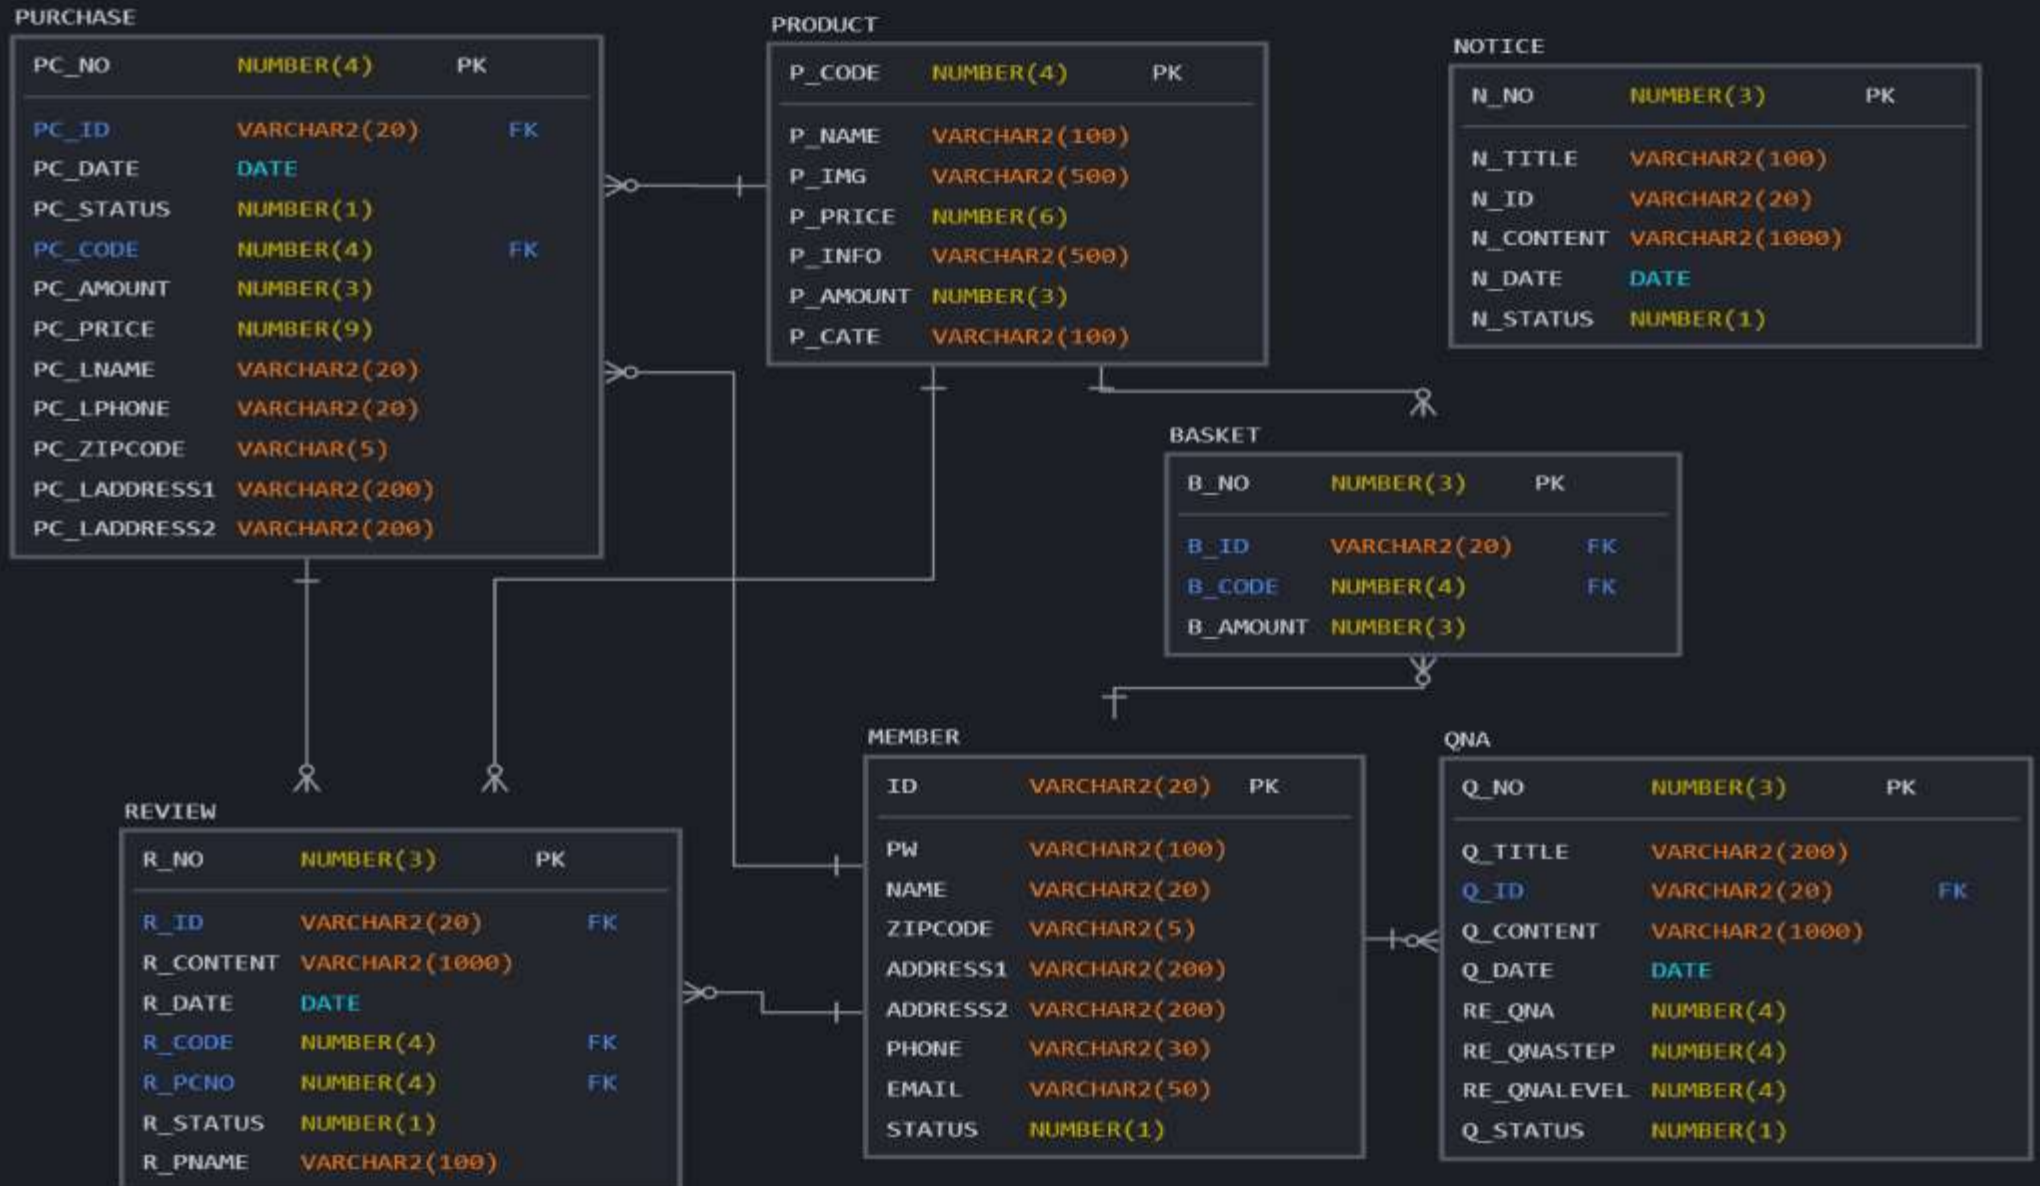 PURCHASE
PC_NO NUMBER(4) PK
PC_ID VARCHAR2(20) FK
PC_DATE DATE
PC_STATUS NUMBER(1)
PC_CODE NUMBER(4) FK
PC_AMOUNT NUMBER(3)
PC_PRICE NUMBER(9)
PC_LNAME VARCHAR2(20)
PC_LPHONE VARCHAR2(20)
PC_ZIPCODE VARCHAR(5)
PC_LADDRESS1 VARCHAR2(200)
PC_LADDRESS2 VARCHAR2(200)
PRODUCT
P_CODE NUMBER(4) PK
P_NAME VARCHAR2(100)
P_IMG VARCHAR2(500)
P_PRICE NUMBER(6)
P_INFO VARCHAR2(500)
P_AMOUNT NUMBER(3)
P_CATE VARCHAR2(100)
NOTICE
N_NO NUMBER(3) PK
N_TITLE VARCHAR2(100)
N_ID VARCHAR2(20)
N_CONTENT VARCHAR2(1000)
N_DATE DATE
N_STATUS NUMBER(1)
BASKET
B_NO NUMBER(3) PK
B_ID VARCHAR2(20) FK
B_CODE NUMBER(4) FK
B_AMOUNT NUMBER(3)
REVIEW
R_NO NUMBER(3) PK
R_ID VARCHAR2(20) FK
R_CONTENT VARCHAR2(1000)
R_DATE DATE
R_CODE NUMBER(4) FK
R_PCNO NUMBER(4) FK
R_STATUS NUMBER(1)
R_PNAME VARCHAR2(100)
MEMBER
ID VARCHAR2(20) PK
PW VARCHAR2(100)
NAME VARCHAR2(20)
ZIPCODE VARCHAR2(5)
ADDRESS1 VARCHAR2(200)
ADDRESS2 VARCHAR2(200)
PHONE VARCHAR2(30)
EMAIL VARCHAR2(50)
STATUS NUMBER(1)
QNA
Q_NO NUMBER(3) PK
Q_TITLE VARCHAR2(200)
Q_ID VARCHAR2(20) FK
Q_CONTENT VARCHAR2(1000)
Q_DATE DATE
RE_QNA NUMBER(4)
RE_QNASTEP NUMBER(4)
RE_QNALEVEL NUMBER(4)
Q_STATUS NUMBER(1)